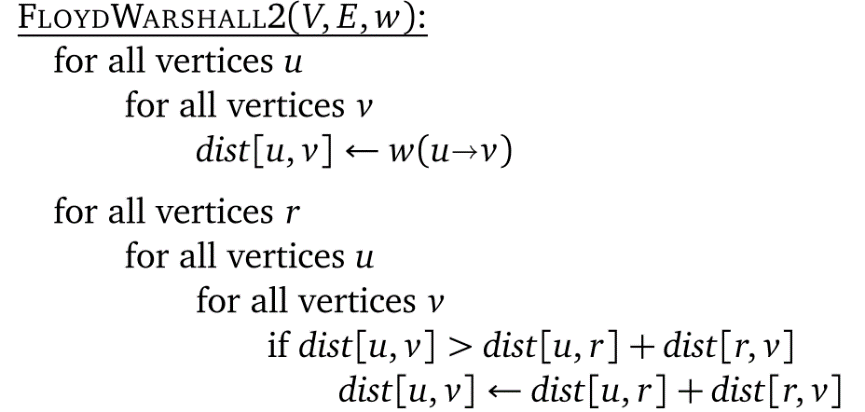 FLOYDWARSHALL2(V, E, w):
for all vertices u
for all vertices v
dist[u, v] ← w(u→v)
for all vertices r
for all vertices u
for all vertices v
if dist[u, v] > dist[u, r] + dist[r, v]
dist[u, v] ← dist[u, r] + dist[r, v]